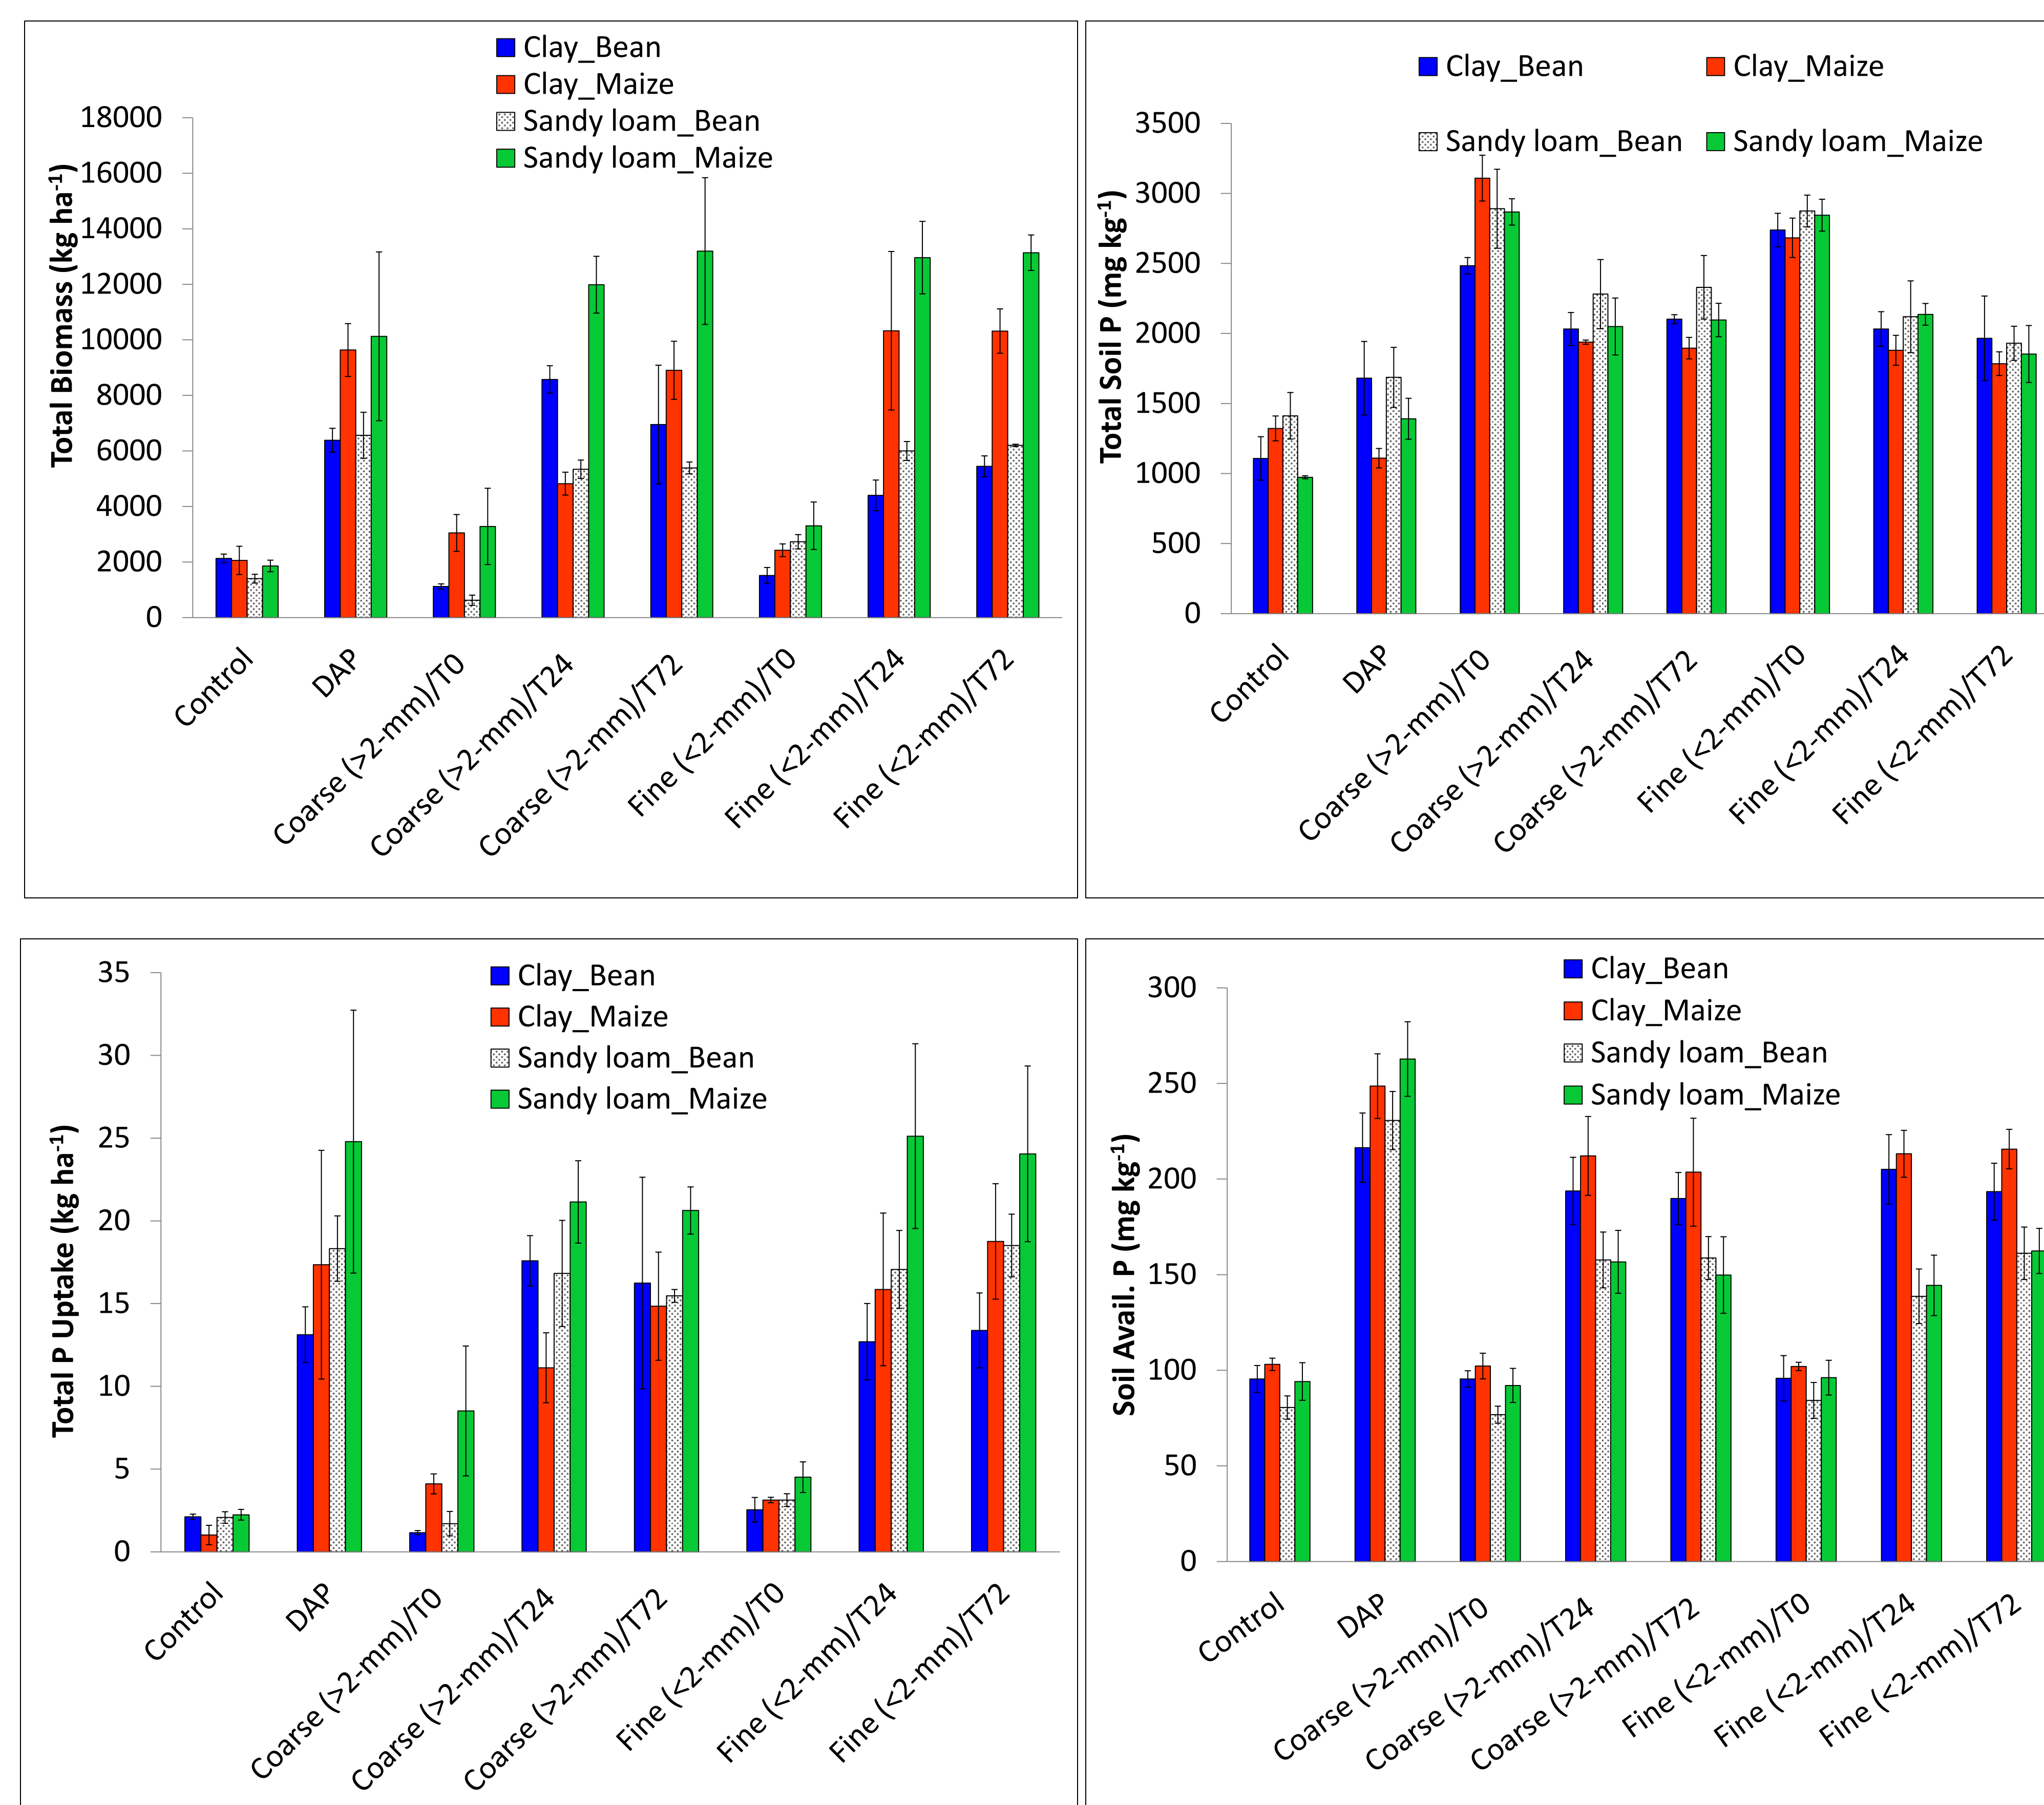 Clay_Bean
Clay_Maize
Sandy loam_Bean
Sandy loam_Maize
Total Biomass (kg ha-1)
18000
16000
14000
12000
10000
8000
6000
4000
2000
0
Control
DAP
Coarse (>2-mm)/T0
Coarse (>2-mm)/T24
Coarse (>2-mm)/T72
Fine (<2-mm)/T0
Fine (<2-mm)/T24
Fine (<2-mm)/T72
Clay_Bean Clay_Maize
Sandy loam_Bean Sandy loam_Maize
Total Soil P (mg kg-1)
3500
3000
2500
2000
1500
1000
500
0
Control
DAP
Coarse (>2-mm)/T0
Coarse (>2-mm)/T24
Coarse (>2-mm)/T72
Fine (<2-mm)/T0
Fine (<2-mm)/T24
Fine (<2-mm)/T72
Clay_Bean
Clay_Maize
Sandy loam_Bean
Sandy loam_Maize
Total P Uptake (kg ha-1)
35
30
25
20
15
10
5
0
Control
DAP
Coarse (>2-mm)/T0
Coarse (>2-mm)/T24
Coarse (>2-mm)/T72
Fine (<2-mm)/T0
Fine (<2-mm)/T24
Fine (<2-mm)/T72
Clay_Bean
Clay_Maize
Sandy loam_Bean
Sandy loam_Maize
Soil Avail. P (mg kg-1)
300
250
200
150
100
50
0
Control
DAP
Coarse (>2-mm)/T0
Coarse (>2-mm)/T24
Coarse (>2-mm)/T72
Fine (<2-mm)/T0
Fine (<2-mm)/T24
Fine (<2-mm)/T72